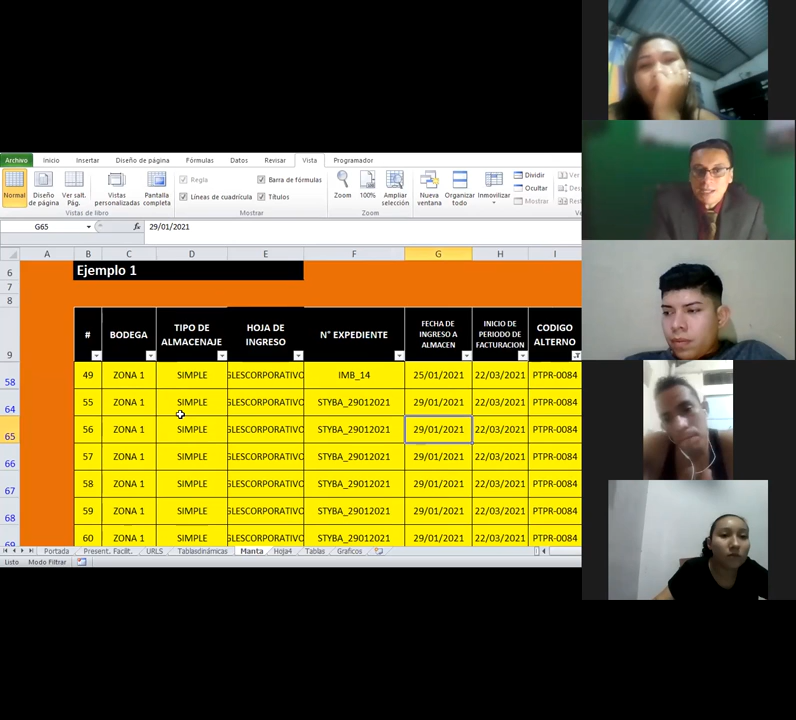 Archivo Inicio Insertar Diseño de página Fórmulas Datos Revisar Vista Programador
Normal Diseño de página Ver salt. Pág. Vistas personalizadas Pantalla completa
Regla Barra de fórmulas
Líneas de cuadrícula Títulos
Zoom 100% Ampliar selección
Nueva ventana Organizar todo Inmovilizar
Dividir
Ocultar
Mostrar
Vistas de libro Mostrar Zoom
G65 fx 29/01/2021
A B C D E F G H I
6 Ejemplo 1
7
8
9 # BODEGA TIPO DE ALMACENAJE HOJA DE INGRESO N° EXPEDIENTE FECHA DE INGRESO A ALMACEN INICIO DE PERIODO DE FACTURACION CODIGO ALTERNO
58 49 ZONA 1 SIMPLE GLESCORPORATIVO IMB_14 25/01/2021 22/03/2021 PTPR-0084
64 55 ZONA 1 SIMPLE GLESCORPORATIVO STYBA_29012021 29/01/2021 22/03/2021 PTPR-0084
65 56 ZONA 1 SIMPLE GLESCORPORATIVO STYBA_29012021 29/01/2021 22/03/2021 PTPR-0084
66 57 ZONA 1 SIMPLE GLESCORPORATIVO STYBA_29012021 29/01/2021 22/03/2021 PTPR-0084
67 58 ZONA 1 SIMPLE GLESCORPORATIVO STYBA_29012021 29/01/2021 22/03/2021 PTPR-0084
68 59 ZONA 1 SIMPLE GLESCORPORATIVO STYBA_29012021 29/01/2021 22/03/2021 PTPR-0084
69 60 ZONA 1 SIMPLE GLESCORPORATIVO STYBA_29012021 29/01/2021 22/03/2021 PTPR-0084
Portada Present. Facilit. URLS Tablasdinámicas Manta Hoja4 Tablas Graficos
Listo Modo Filtrar